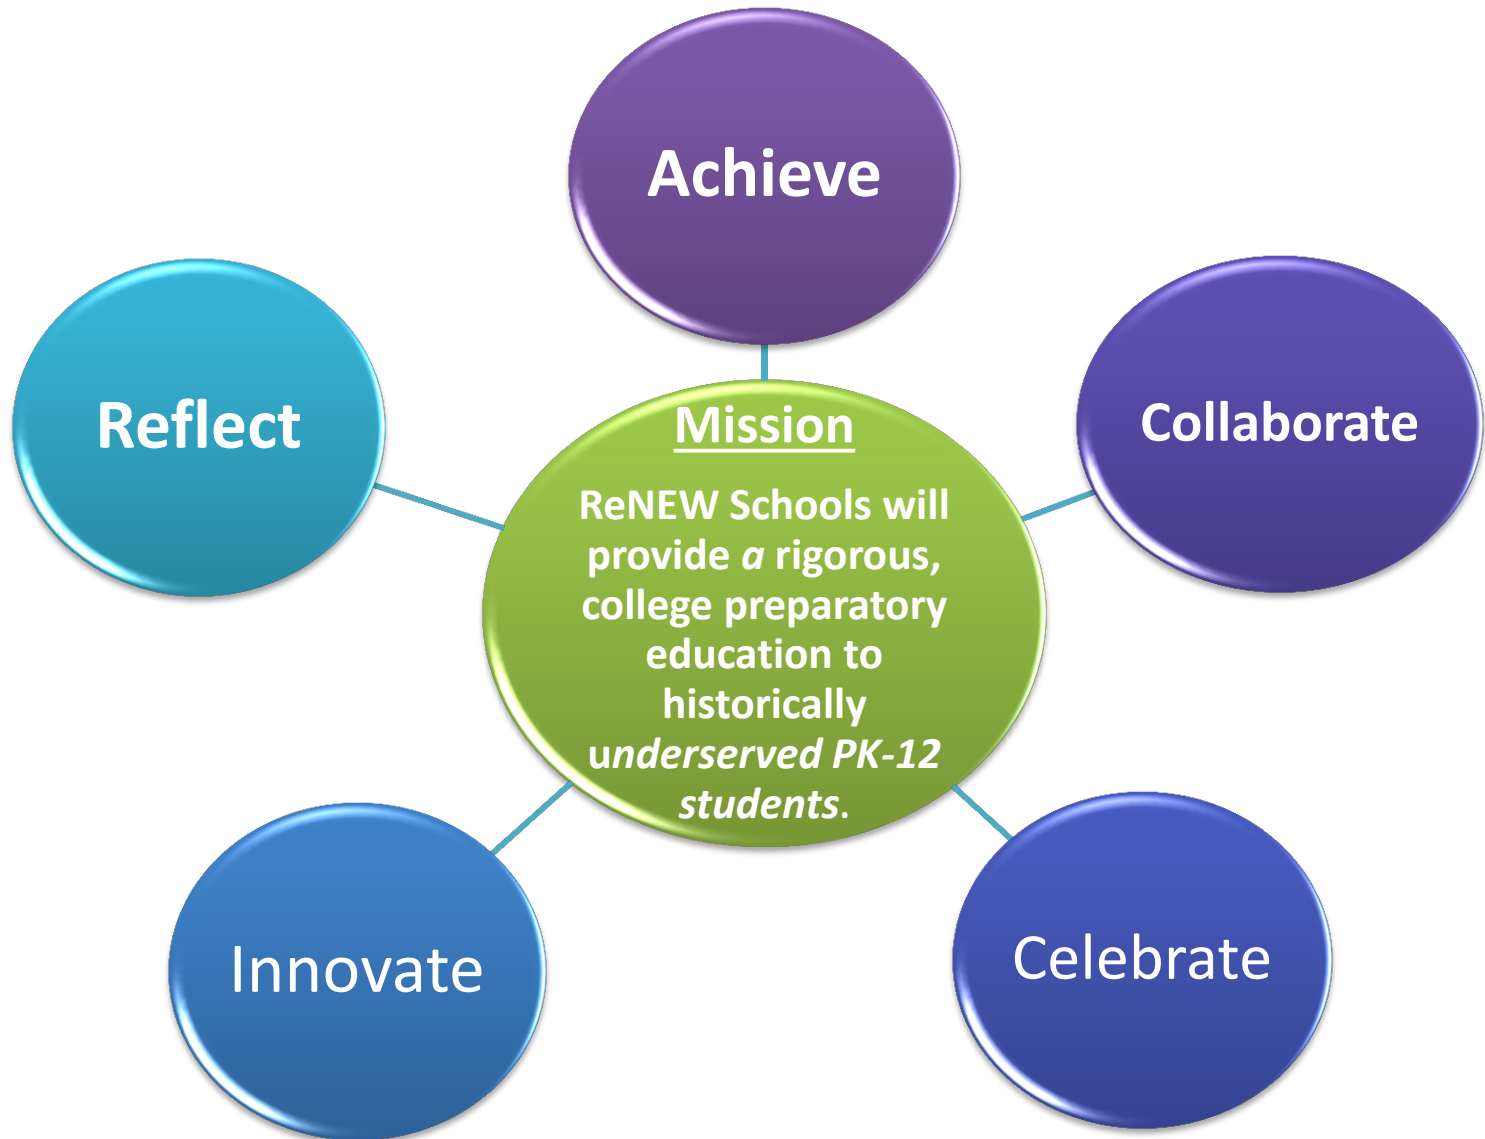 Achieve
Reflect
Collaborate
Mission
ReNEW Schools will
provide a rigorous,
college preparatory
education to
historically
underserved PK-12
students.
Innovate
Celebrate